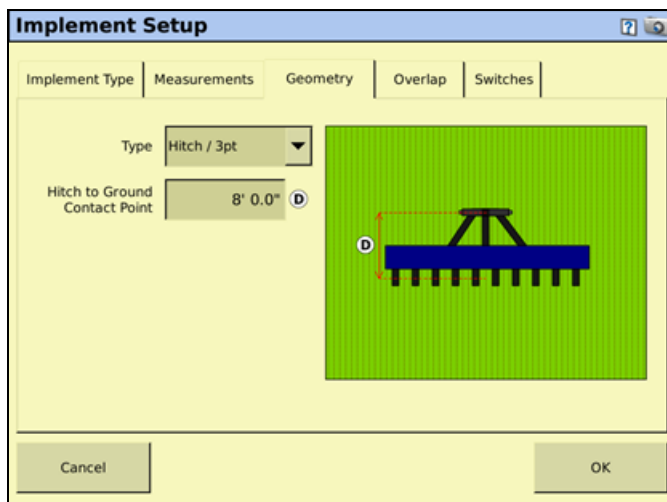 Implement Setup
Implement Type
Measurements
Geometry
Overlap
Switches
Type
Hitch / 3pt
Hitch to Ground
Contact Point
8' 0.0"
D
D
Cancel
OK